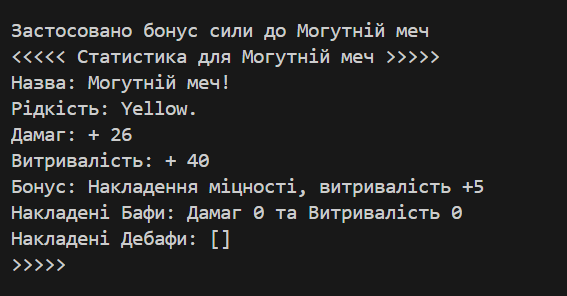 Застосовано бонус сили до Могутній меч
<<<<< Статистика для Могутній меч >>>>>
Назва: Могутній меч!
Рідкість: Yellow.
Дамаг: + 26
Витривалість: + 40
Бонус: Накладення міцності, витривалість +5
Накладені Бафи: Дамаг 0 та Витривалість 0
Накладені Дебафи: []
>>>>>